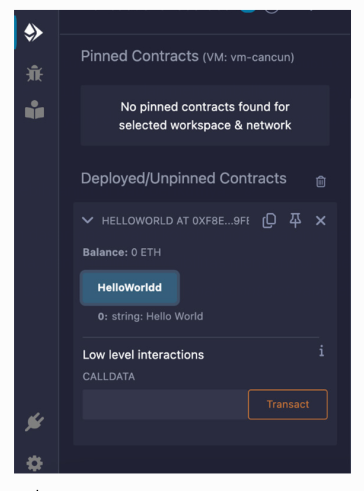 Pinned Contracts (VM: vm-cancun)
No pinned contracts found for
selected workspace & network
Deployed/Unpinned Contracts
HELLOWORLD AT 0XF8E...9FE
Balance: 0 ETH
HelloWorldd
0: string: Hello World
Low level interactions
i
CALLDATA
Transact